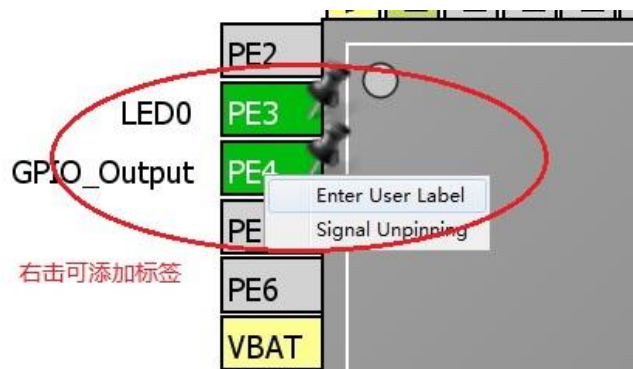 PE2
LED0 PE3
GPIO_Output PE4
Enter User Label
PE
Signal Unpinning
右击可添加标签
PE6
VBAT